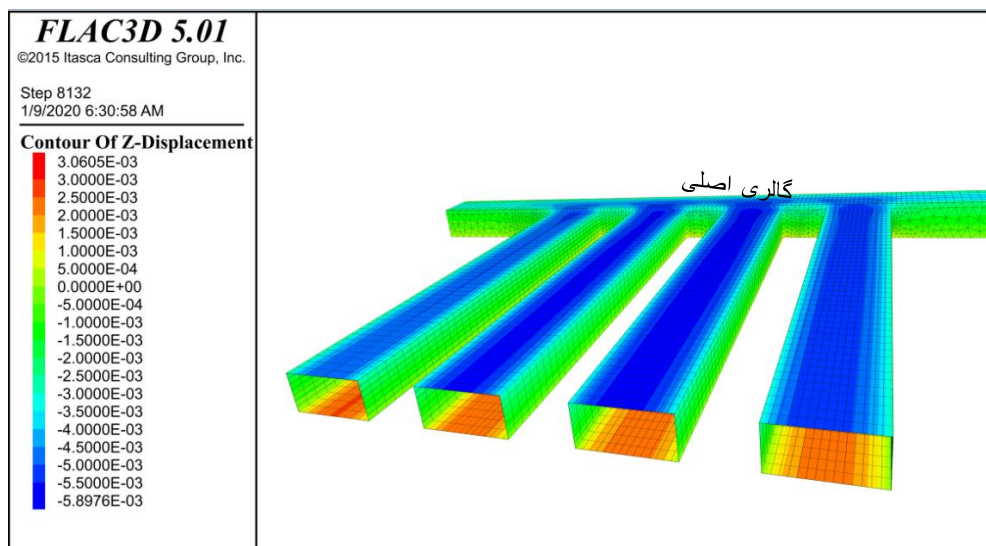 FLAC3D 5.01
©2015 Itasca Consulting Group, Inc.
Step 8132
1/9/2020 6:30:58 AM
Contour Of Z-Displacement
3.0605E-03
3.0000E-03
2.5000E-03
2.0000E-03
1.5000E-03
1.0000E-03
5.0000E-04
0.0000E+00
-5.0000E-04
-1.0000E-03
-1.5000E-03
-2.0000E-03
-2.5000E-03
-3.0000E-03
-3.5000E-03
-4.0000E-03
-4.5000E-03
-5.0000E-03
-5.5000E-03
-5.8976E-03
گالری اصلی